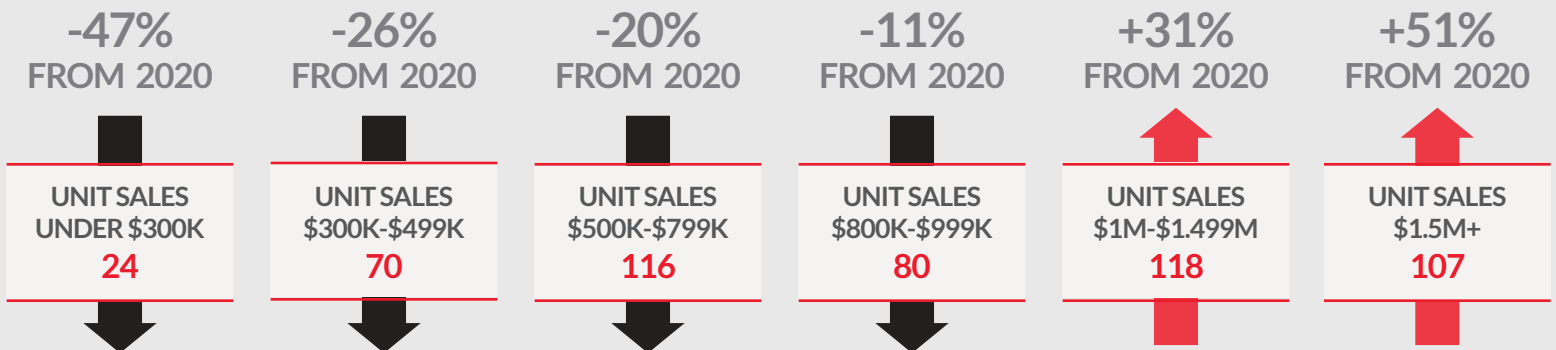 -47%
FROM 2020
UNIT SALES
UNDER $300K
24
-26%
FROM 2020
UNIT SALES
$300K-$499K
70
-20%
FROM 2020
UNIT SALES
$500K-$799K
116
-11%
FROM 2020
UNIT SALES
$800K-$999K
80
+31%
FROM 2020
UNIT SALES
$1M-$1.499M
118
+51%
FROM 2020
UNIT SALES
$1.5M+
107